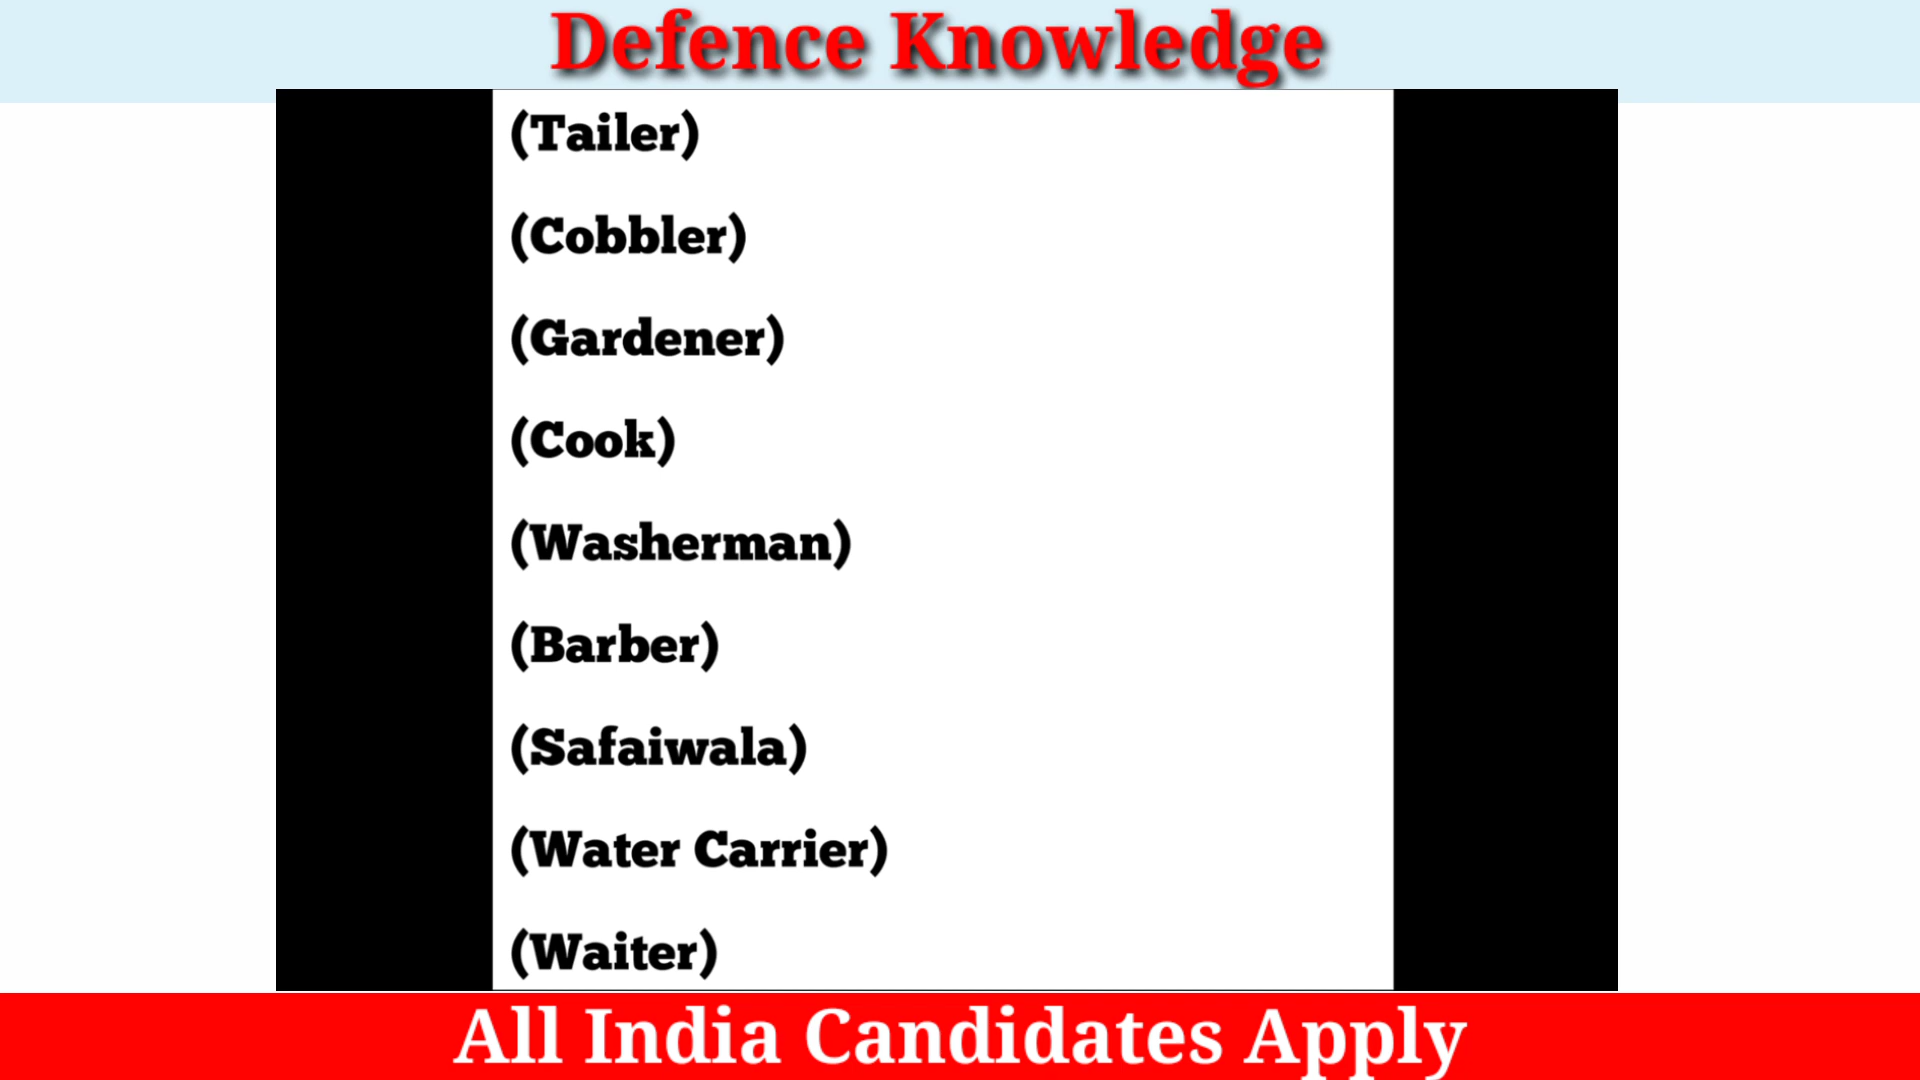 Defence Knowledge
(Tailer)
(Cobbler)
(Gardener)
(Cook)
(Washerman)
(Barber)
(Safaiwala)
(Water Carrier)
(Waiter)
All India Candidates Apply